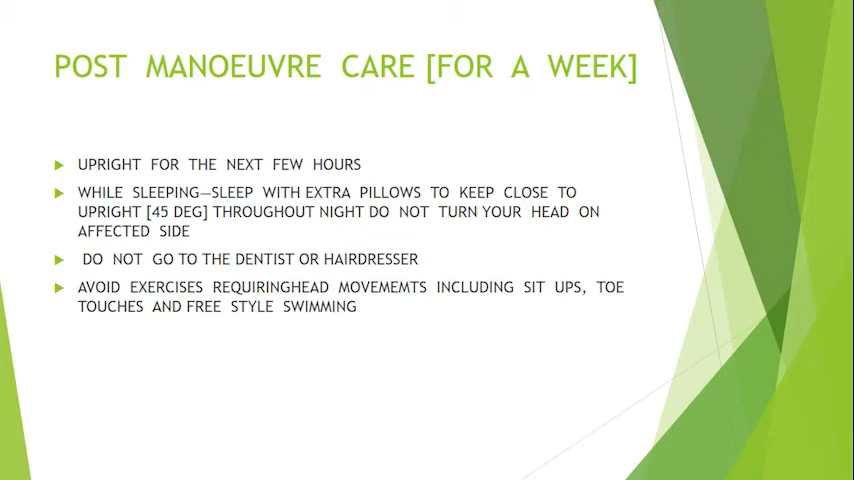 POST MANOEUVRE CARE [FOR A WEEK]
UPRIGHT FOR THE NEXT FEW HOURS
WHILE SLEEPING—SLEEP WITH EXTRA PILLOWS TO KEEP CLOSE TO
UPRIGHT [45 DEG] THROUGHOUT NIGHT DO NOT TURN YOUR HEAD ON
AFFECTED SIDE
DO NOT GO TO THE DENTIST OR HAIRDRESSER
AVOID EXERCISES REQUIRINGHEAD MOVEMEMTS INCLUDING SIT UPS, TOE
TOUCHES AND FREE STYLE SWIMMING